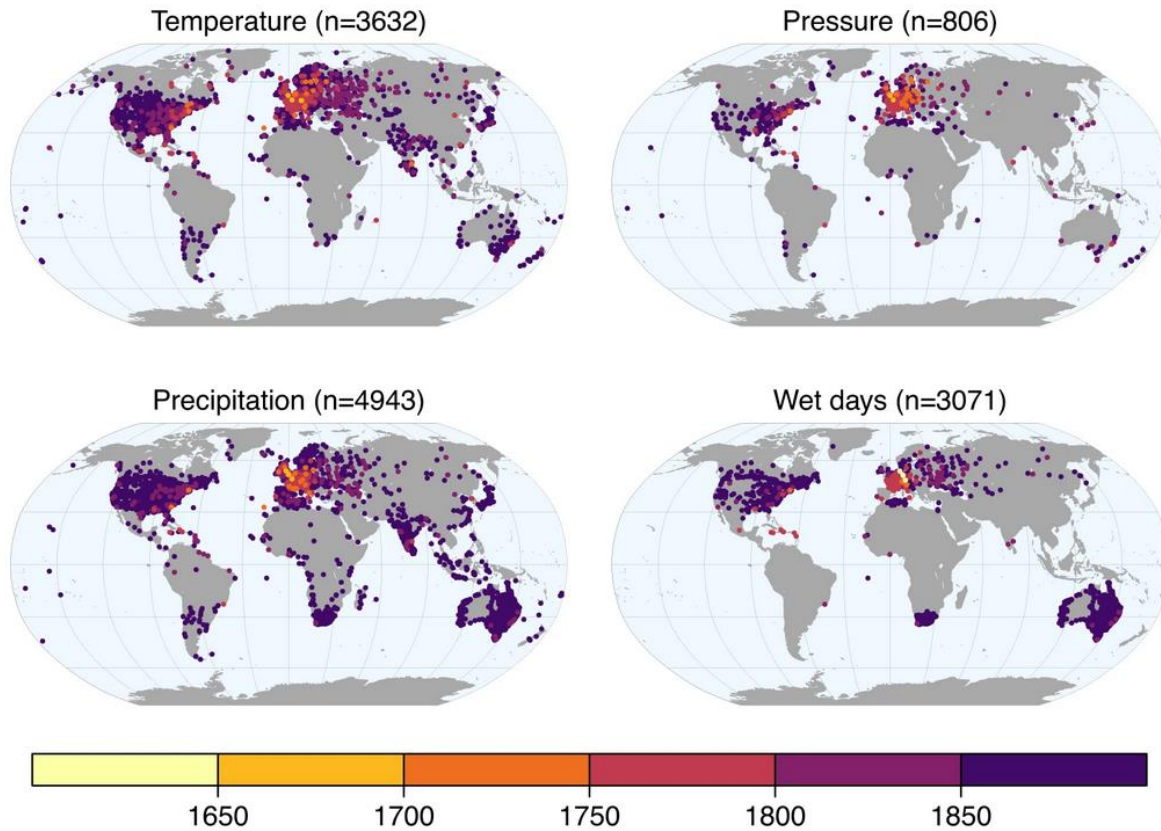 Temperature (n=3632)
Pressure (n=806)
Precipitation (n=4943)
Wet days (n=3071)
1650
1700
1750
1800
1850